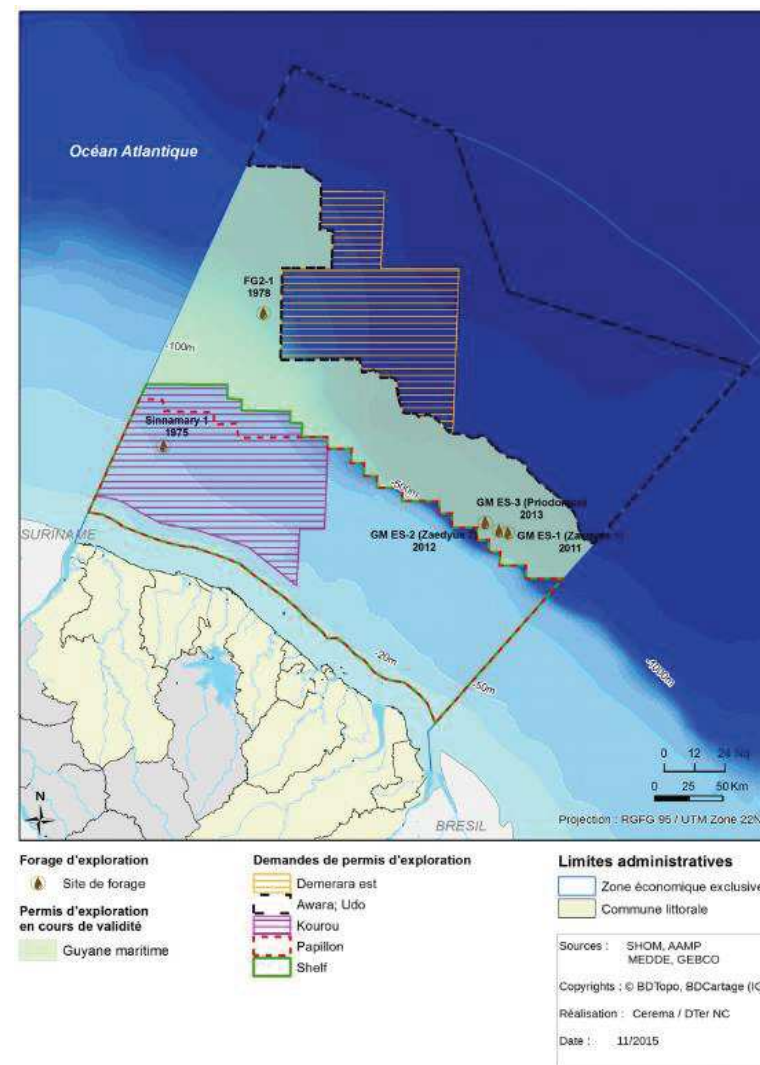 Océan Atlantique
FG2-1
1978
-100m
Sinnamary 1
1975
GM ES-3
2013
GM ES-2 (Zaedyus
2012
GM ES-1
2011
SURINAME
-20m
-50m
-4000m
0 12 24
0 25 50 Km
N
BRESIL
Projection : RGFG 95 / UTM Zone 22N
Forage d'exploration
Site de forage
Permis d'exploration
en cours de validité
Guyane maritime
Demandes de permis d'exploration
Demerara est
Awara; Udo
Kourou
Papillon
Shelf
Limites administratives
Zone économique exclusive
Commune littorale
Sources : SHOM, AAMP
MEDDE, GEBCO
Copyrights : © BDTopo, BDCartage
Réalisation : Cerema / DTer NC
Date : 11/2015